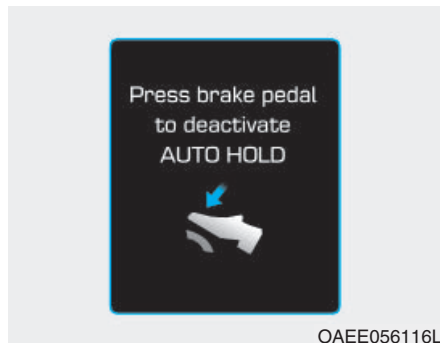 Press brake pedal
to deactivate
AUTO HOLD
OAEE056116L